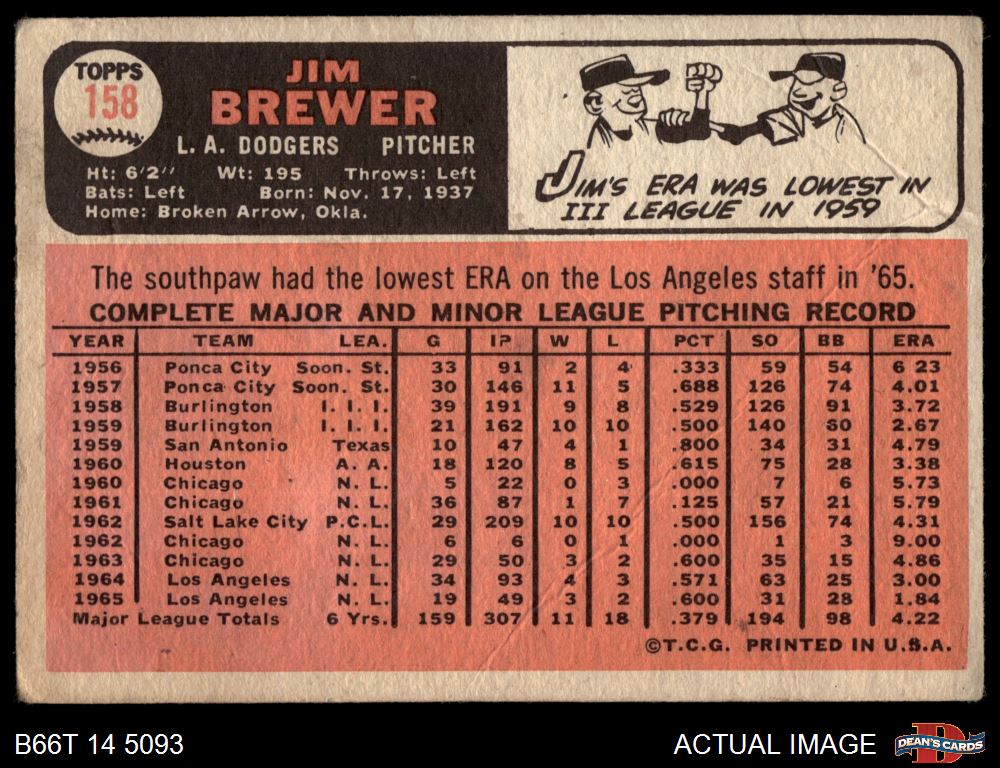 TOPPS
158
JIM
BREWER
L. A. DODGERS PITCHER
Ht: 6'2" Wt: 195 Throws: Left
Bats: Left Born: Nov. 17, 1937
Home: Broken Arrow, Okla.
JIM'S ERA WAS LOWEST IN
III LEAGUE IN 1959
The southpaw had the lowest ERA on the Los Angeles staff in '65.
COMPLETE MAJOR AND MINOR LEAGUE PITCHING RECORD
YEAR TEAM LEA. G IP W L PCT SO BB ERA
1956 Ponca City Soon. St. 33 91 2 4 .333 59 54 6 23
1957 Ponca City Soon. St. 30 146 11 5 .688 126 74 4.01
1958 Burlington I. I. I. 39 191 9 8 .529 126 91 3.72
1959 Burlington I. I. I. 21 162 10 10 .500 140 80 2.67
1959 San Antonio Texas 10 47 4 1 .800 34 31 4.79
1960 Houston A. A. 18 120 8 5 .615 75 28 3.38
1960 Chicago N. L. 5 22 0 3 .000 7 6 5.73
1961 Chicago N. L. 36 87 1 7 .125 57 21 5.79
1962 Salt Lake City P.C.L. 29 209 10 10 .500 156 74 4.31
1962 Chicago N. L. 6 6 0 1 .000 1 3 9.00
1963 Chicago N. L. 29 50 3 2 .600 35 15 4.86
1964 Los Angeles N. L. 34 93 4 3 .571 63 25 3.00
1965 Los Angeles N. L. 19 49 3 2 .600 31 28 1.84
Major League Totals 6 Yrs. 159 307 11 18 .379 194 98 4.22
©T.C.G. PRINTED IN U.S.A.
B66T 14 5093 ACTUAL IMAGE D DEAN'S CARDS